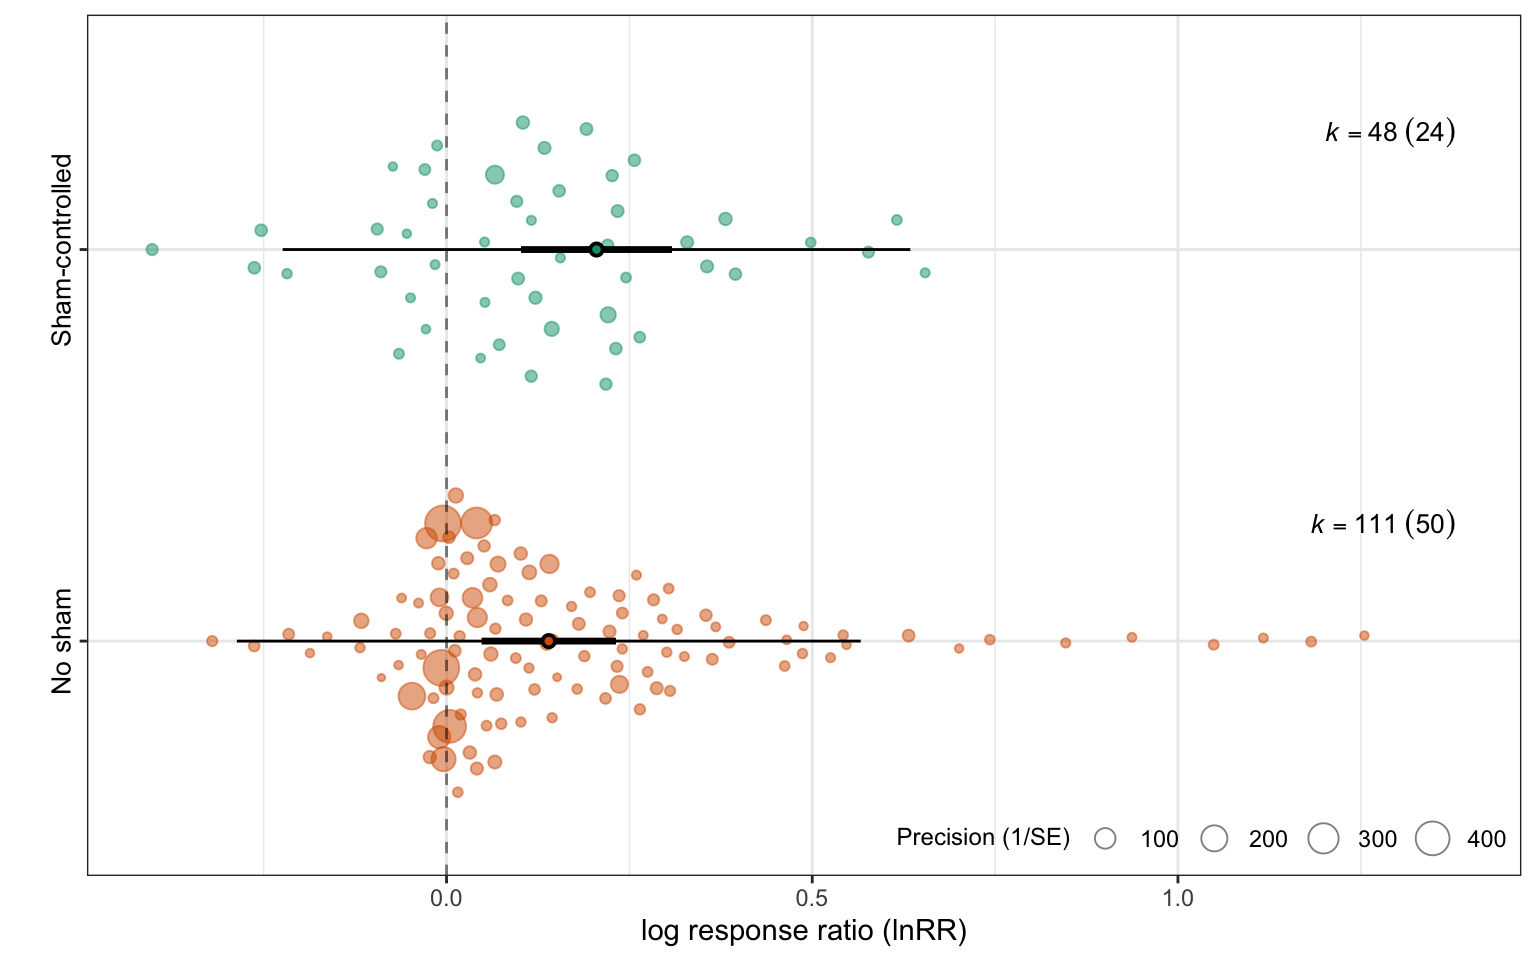 Sham-controlled
k = 48 (24)
No sham
k = 111 (50)
Precision (1/SE) 100 200 300 400
0.0 0.5 1.0
log response ratio (lnRR)